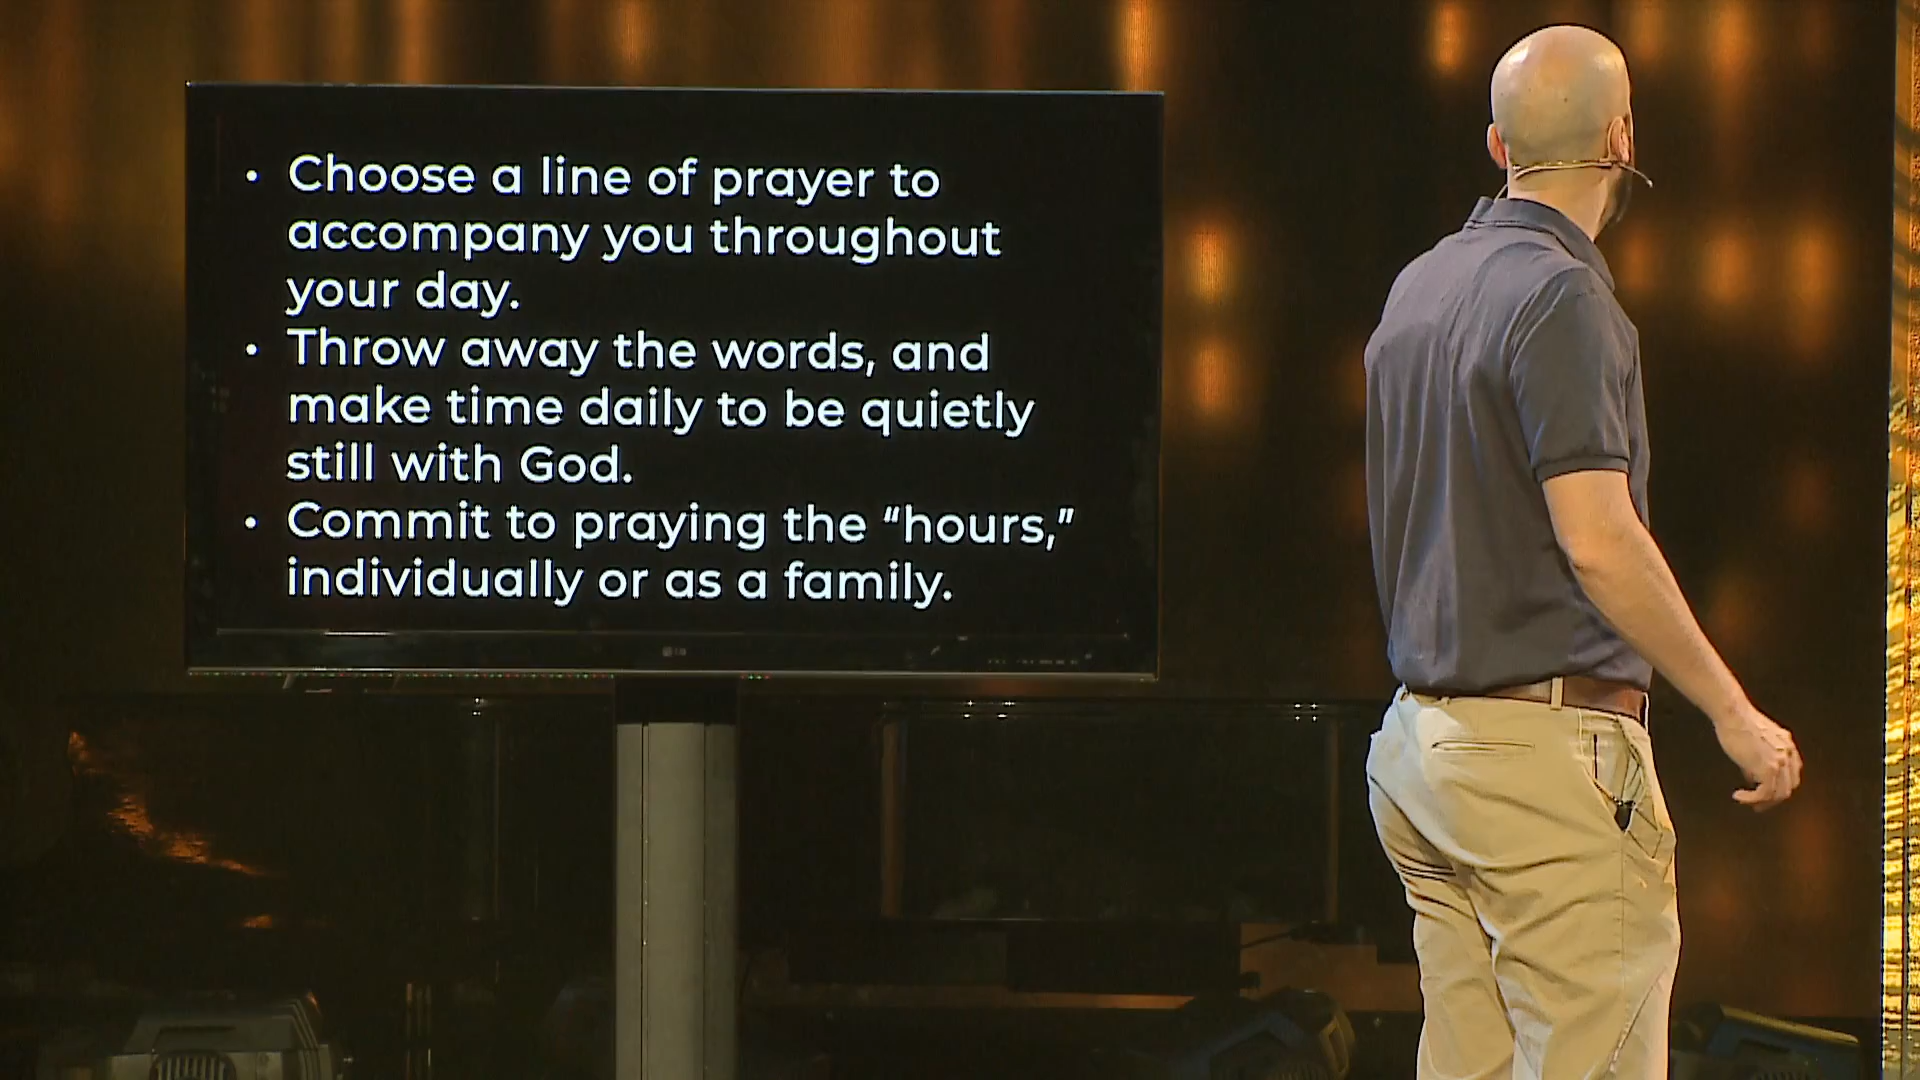 • Choose a line of prayer to
accompany you throughout
your day.
• Throw away the words, and
make time daily to be quietly
still with God.
• Commit to praying the “hours,”
individually or as a family.
LG